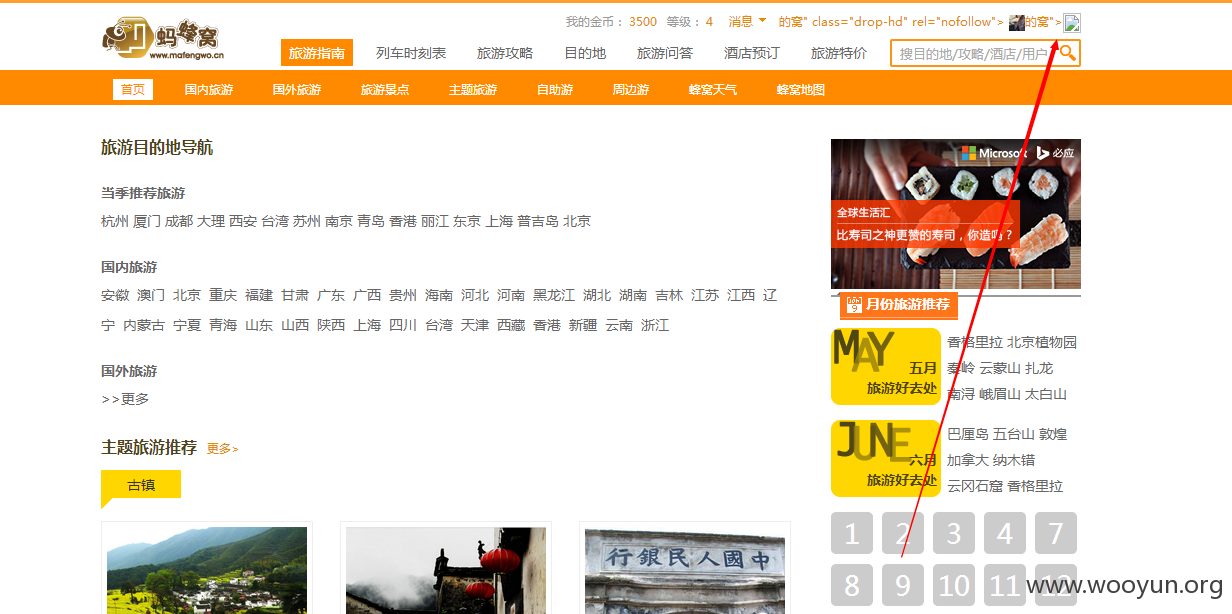 我的金币： 3500 等级： 4 消息 的窝" class="drop-hd" rel="nofollow"> 的窝">
蚂蜂窝
www.mafengwo.cn
旅游指南 列车时刻表 旅游攻略 目的地 旅游问答 酒店预订 旅游特价 搜目的地/攻略/酒店/用户
首页 国内旅游 国外旅游 旅游景点 主题旅游 自助游 周边游 蜂窝天气 蜂窝地图
旅游目的地导航
当季推荐旅游
杭州 厦门 成都 大理 西安 台湾 苏州 南京 青岛 香港 丽江 东京 上海 普吉岛 北京
国内旅游
安徽 澳门 北京 重庆 福建 甘肃 广东 广西 贵州 海南 河北 河南 黑龙江 湖北 湖南 吉林 江苏 江西 辽
宁 内蒙古 宁夏 青海 山东 山西 陕西 上海 四川 台湾 天津 西藏 香港 新疆 云南 浙江
国外旅游
>>更多
主题旅游推荐 更多>
古镇
行銀民人國中
Microsoft 必应
全球生活汇
比寿司之神更赞的寿司，你造吗？
月份旅游推荐
MAY
五月
旅游好去处
香格里拉 北京植物园
秦岭 云蒙山 扎龙
南浔 峨眉山 太白山
JUNE
六月
旅游好去处
巴厘岛 五台山 敦煌
加拿大 纳木错
云冈石窟 香格里拉
1 2 3 4 7
8 9 10 11 12
www.wooyun.org